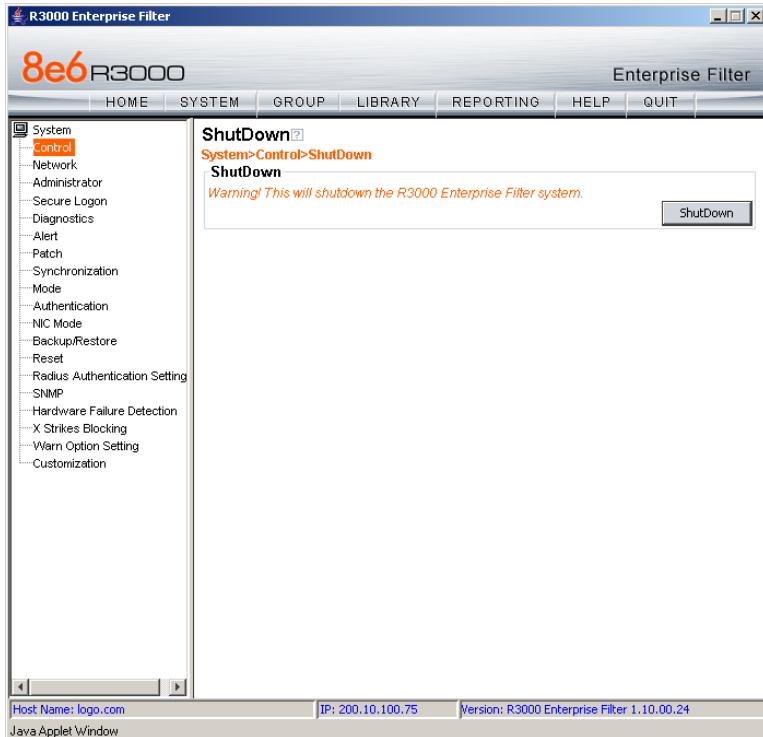 R3000 Enterprise Filter
8e6 R3000
Enterprise Filter
HOME SYSTEM GROUP LIBRARY REPORTING HELP QUIT
System
Control
Network
Administrator
Secure Logon
Diagnostics
Alert
Patch
Synchronization
Mode
Authentication
NIC Mode
Backup/Restore
Reset
Radius Authentication Setting
SNMP
Hardware Failure Detection
X Strikes Blocking
Warn Option Setting
Customization
ShutDown ?
System>Control>ShutDown
ShutDown
Warning! This will shutdown the R3000 Enterprise Filter system.
ShutDown
Host Name: logo.com
IP: 200.10.100.75
Version: R3000 Enterprise Filter 1.10.00.24
Java Applet Window